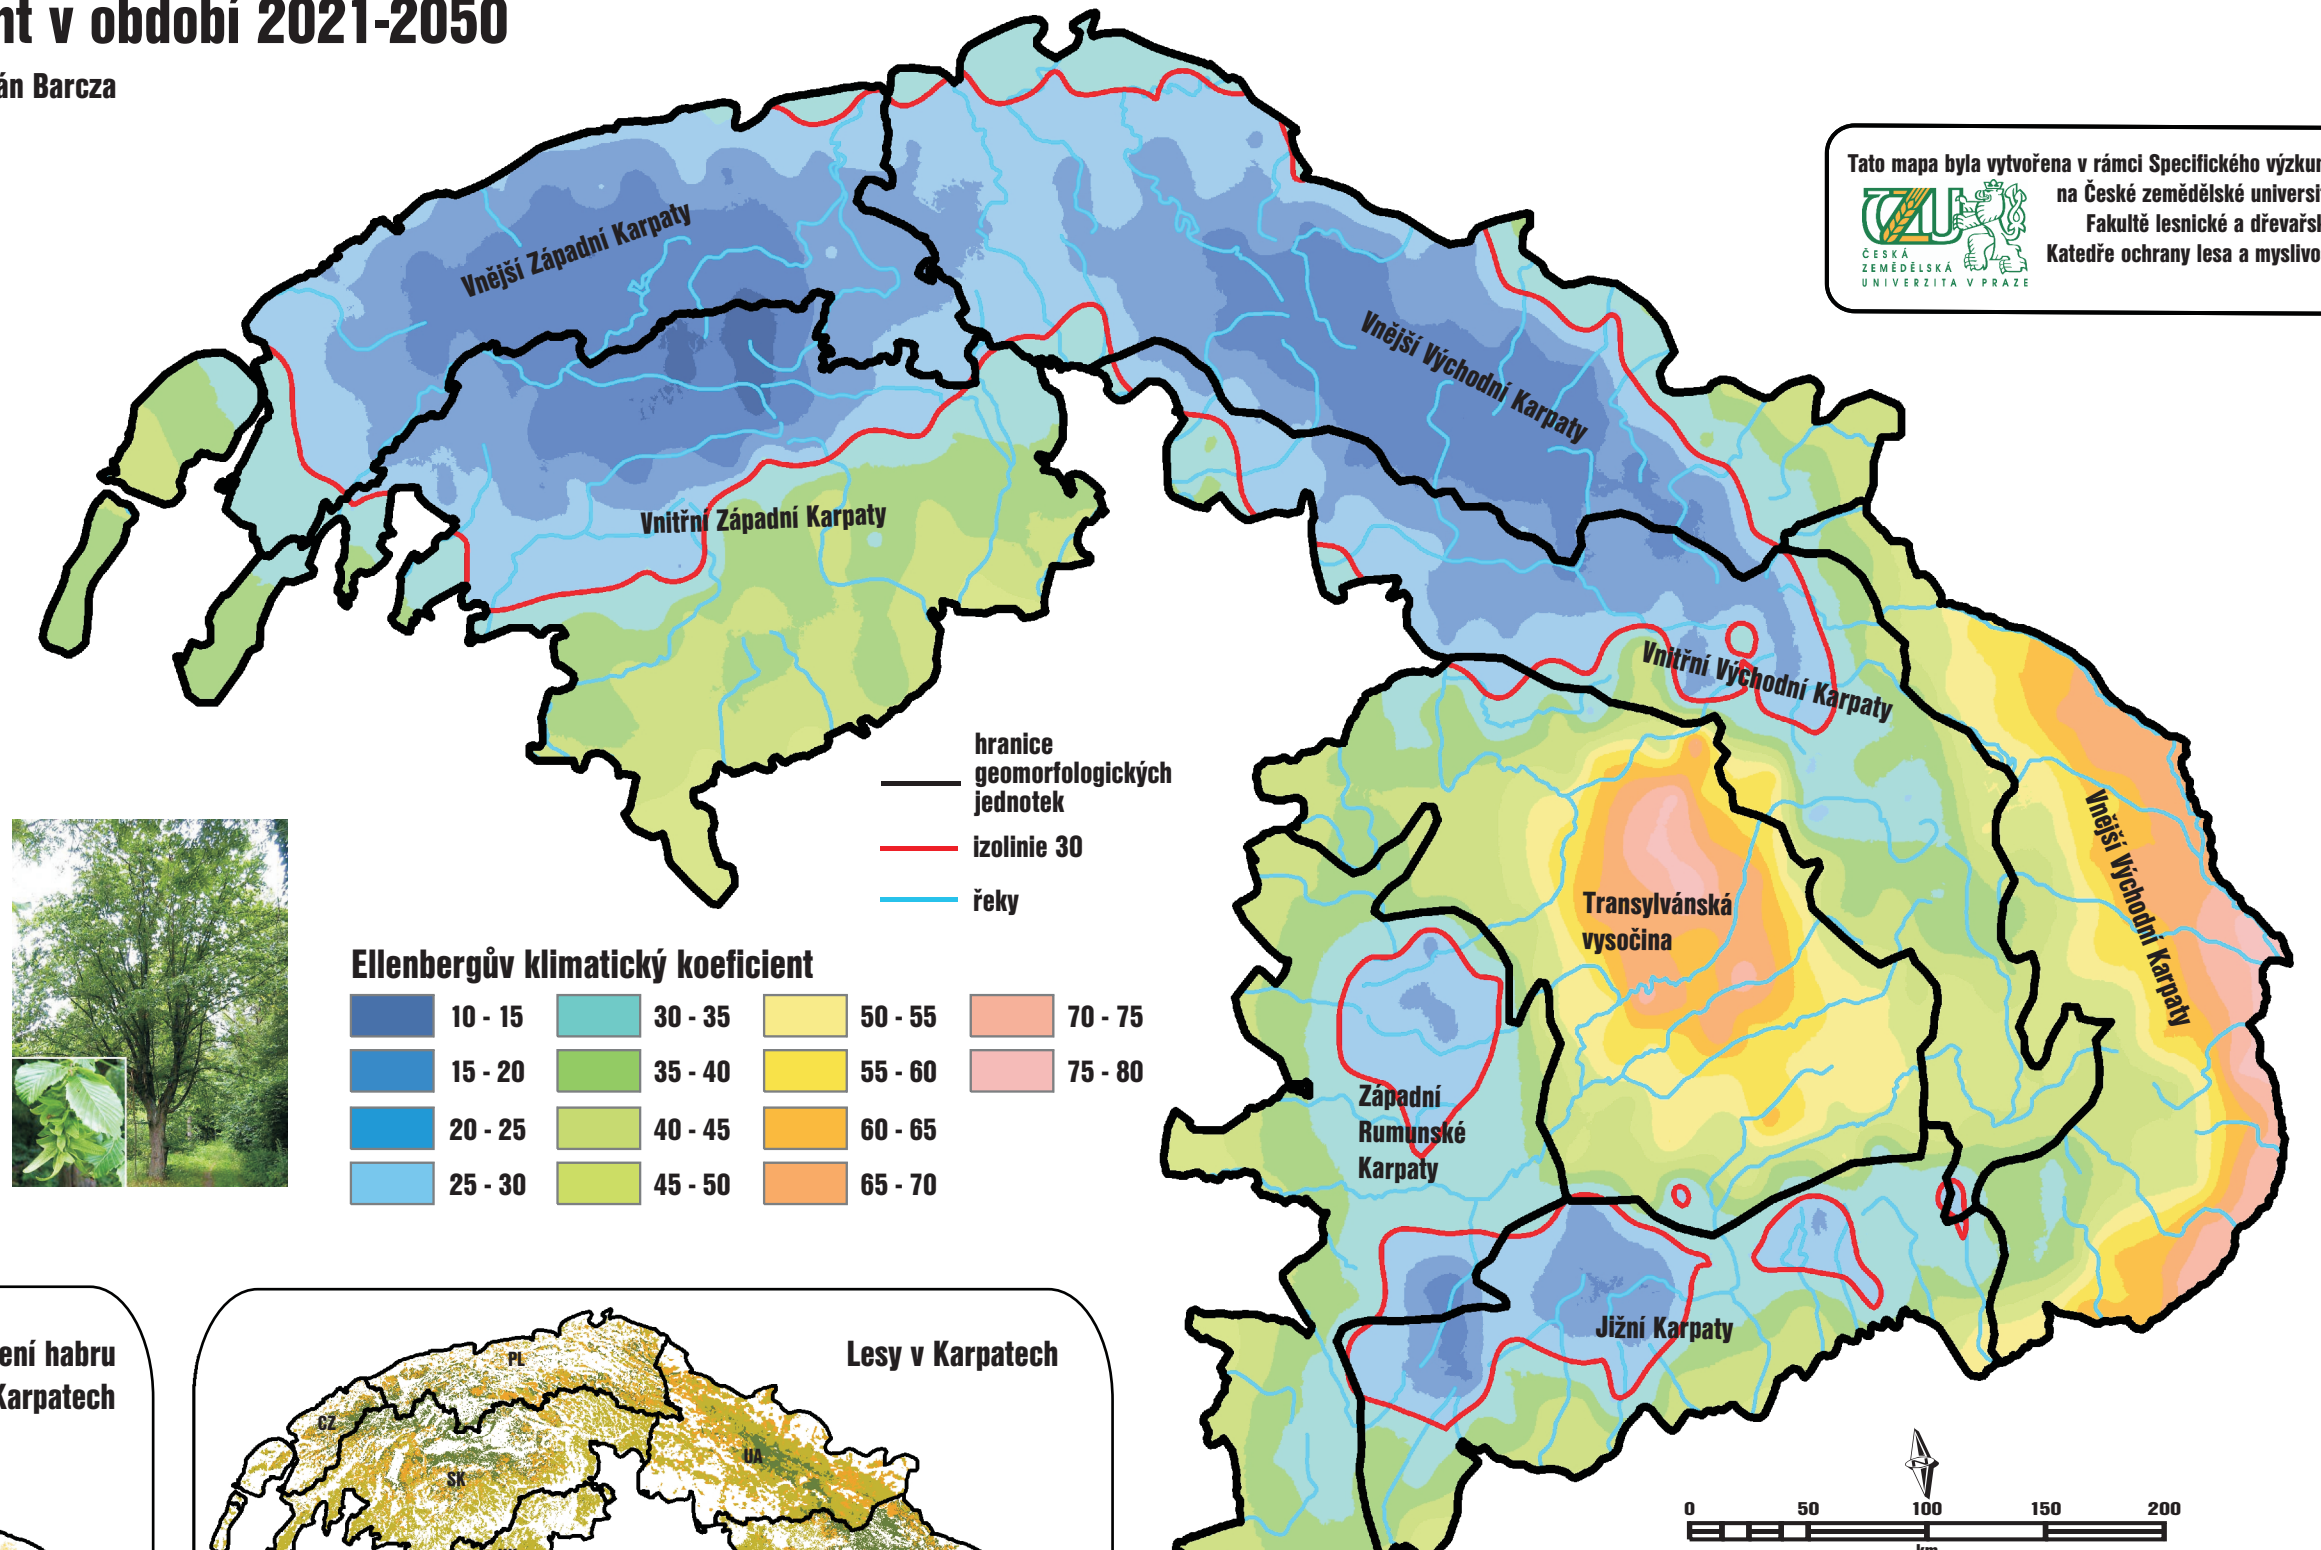 nt v období 2021-2050
án Barcza
Tato mapa byla vytvořena v rámci Specifického výzku
na České zemědělské universi
Fakultě lesnické a dřevařs
Katedře ochrany lesa a myslivo
ČZU
ČESKÁ
ZEMĚDĚLSKÁ
UNIVERZITA V PRAZE
Vnější Západní Karpaty
Vnější Východní Karpaty
Vnitřní Západní Karpaty
Vnitřní Východní Karpaty
Vnější Východní Karpaty
Transylvánská
vysočina
Západní
Rumunské
Karpaty
Jižní Karpaty
hranice
geomorfologických
jednotek
izolinie 30
řeky
Ellenbergův klimatický koeficient
10 - 15
15 - 20
20 - 25
25 - 30
30 - 35
35 - 40
40 - 45
45 - 50
50 - 55
55 - 60
60 - 65
65 - 70
70 - 75
75 - 80
ení habru
Karpatech
Lesy v Karpatech
PL
CZ
SK
UA
0 50 100 150 200
km